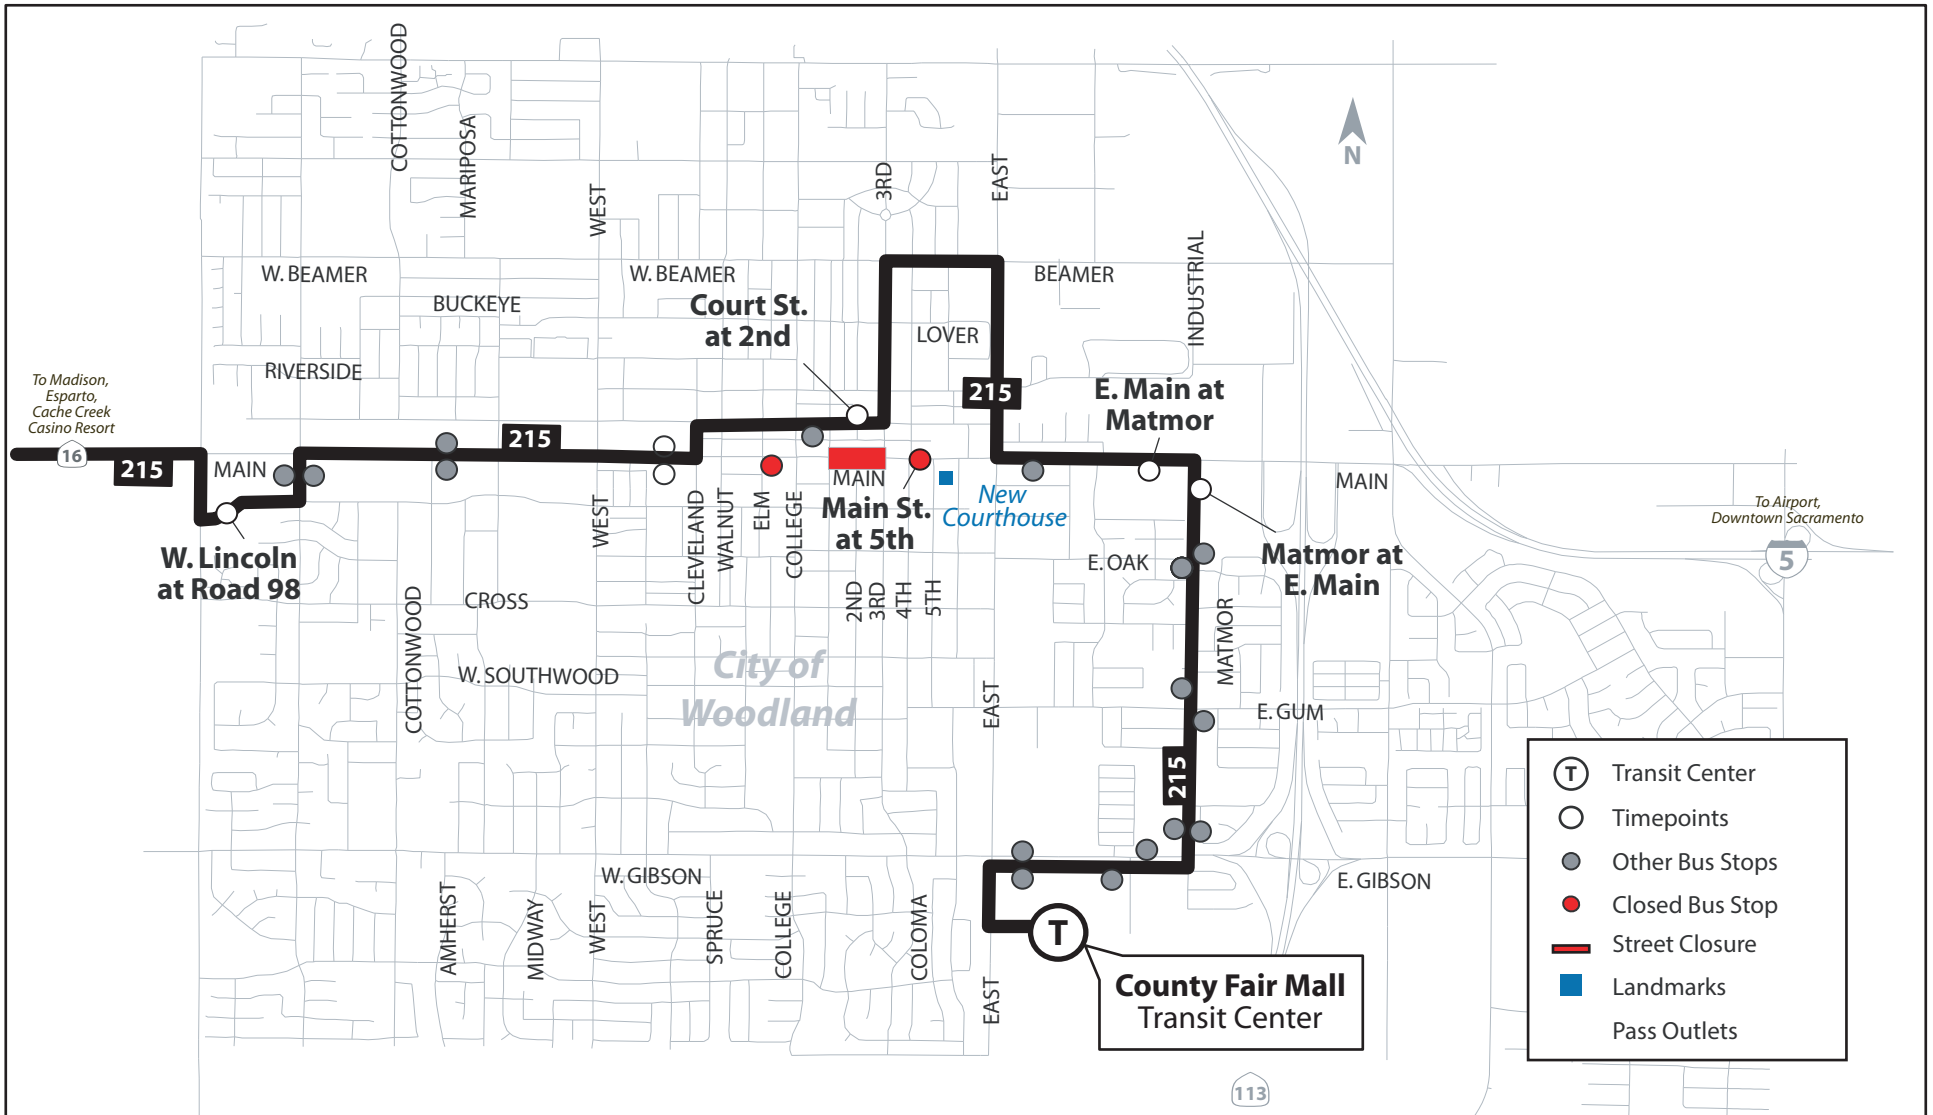 COTTONWOOD
MARIPOSA
WEST
3RD
EAST
N
INDUSTRIAL
W. BEAMER
W. BEAMER
BEAMER
BUCKEYE
Court St.
at 2nd
LOVER
RIVERSIDE
To Madison,
Esparto,
Cache Creek
Casino Resort
16
215
MAIN
215
215
E. Main at
Matmor
MAIN
MAIN
Main St.
at 5th
New
Courthouse
To Airport,
Downtown Sacramento
5
W. Lincoln
at Road 98
WEST
CLEVELAND
WALNUT
ELM
COLLEGE
2ND
3RD
4TH
5TH
E. OAK
Matmor at
E. Main
CROSS
COTTONWOOD
W. SOUTHWOOD
City of
Woodland
EAST
MATMOR
E. GUM
215
W. GIBSON
E. GIBSON
AMHERST
MIDWAY
WEST
SPRUCE
COLLEGE
COLOMA
EAST
T
County Fair Mall
Transit Center
113
T
Transit Center
Timepoints
Other Bus Stops
Closed Bus Stop
Street Closure
Landmarks
Pass Outlets